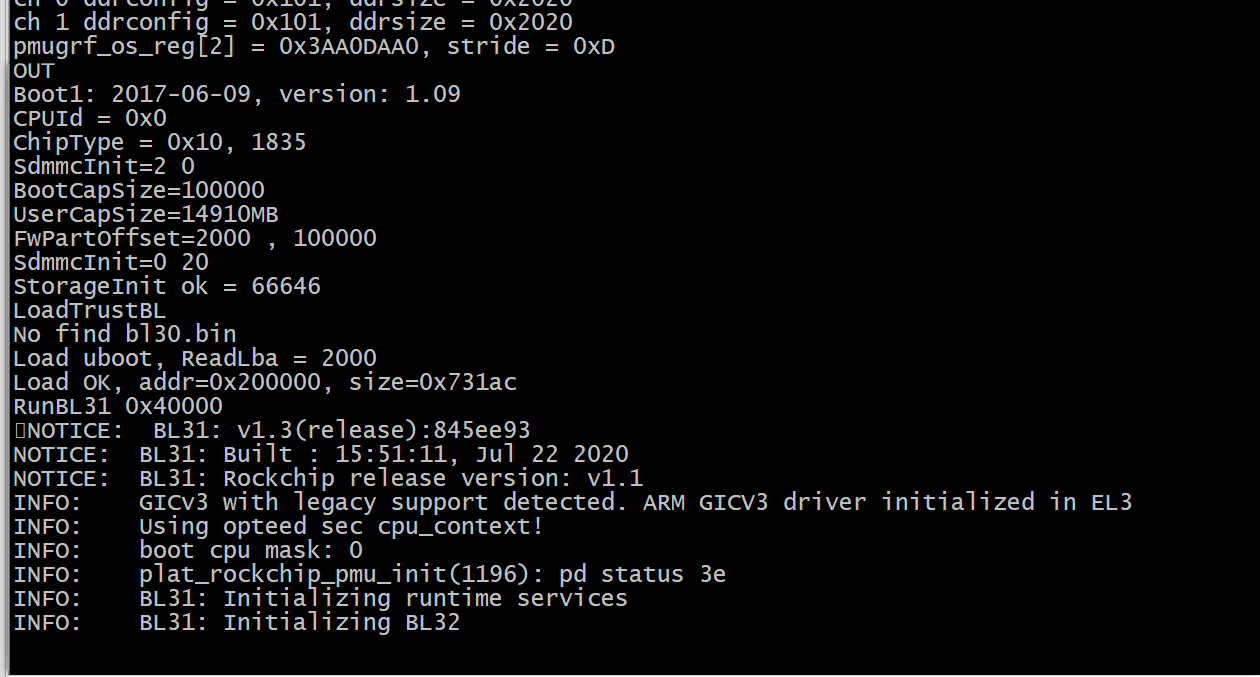 ch 0 ddrconfig = 0x101, ddrsize = 0x2020
ch 1 ddrconfig = 0x101, ddrsize = 0x2020
pmugrf_os_reg[2] = 0x3AA0DAA0, stride = 0xD
OUT
Boot1: 2017-06-09, version: 1.09
CPUId = 0x0
ChipType = 0x10, 1835
SdmmcInit=2 0
BootCapSize=100000
UserCapSize=14910MB
FwPartOffset=2000 , 100000
SdmmcInit=0 20
StorageInit ok = 66646
LoadTrustBL
No find bl30.bin
Load uboot, ReadLba = 2000
Load OK, addr=0x200000, size=0x731ac
RunBL31 0x40000
▯NOTICE:  BL31: v1.3(release):845ee93
NOTICE:  BL31: Built : 15:51:11, Jul 22 2020
NOTICE:  BL31: Rockchip release version: v1.1
INFO:    GICv3 with legacy support detected. ARM GICV3 driver initialized in EL3
INFO:    Using opteed sec cpu_context!
INFO:    boot cpu mask: 0
INFO:    plat_rockchip_pmu_init(1196): pd status 3e
INFO:    BL31: Initializing runtime services
INFO:    BL31: Initializing BL32